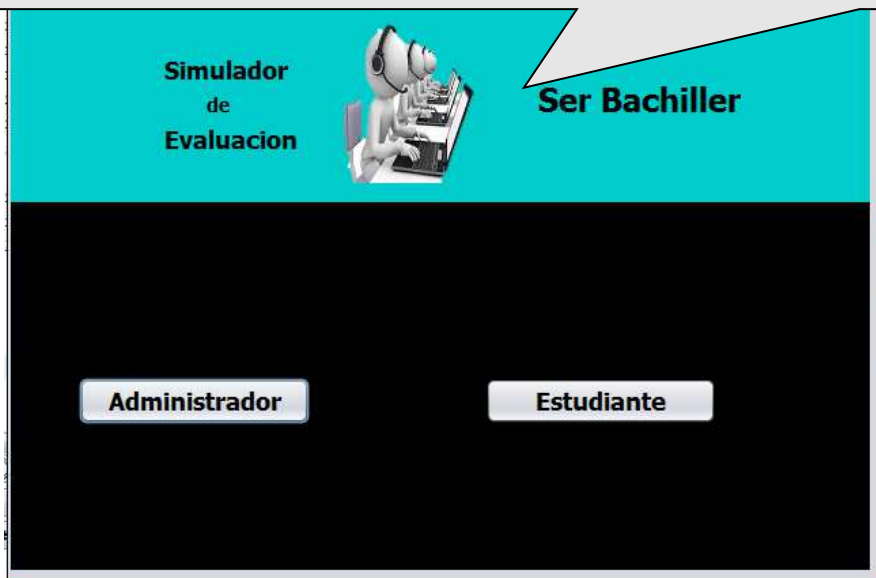 Simulador
de
Evaluacion
Ser Bachiller
Administrador
Estudiante